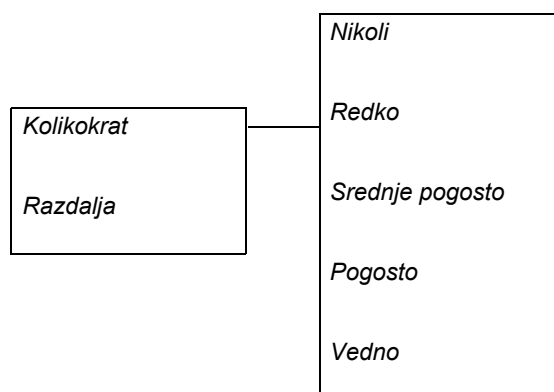 Kolikokrat
Razdalja
Nikoli
Redko
Srednje pogosto
Pogosto
Vedno